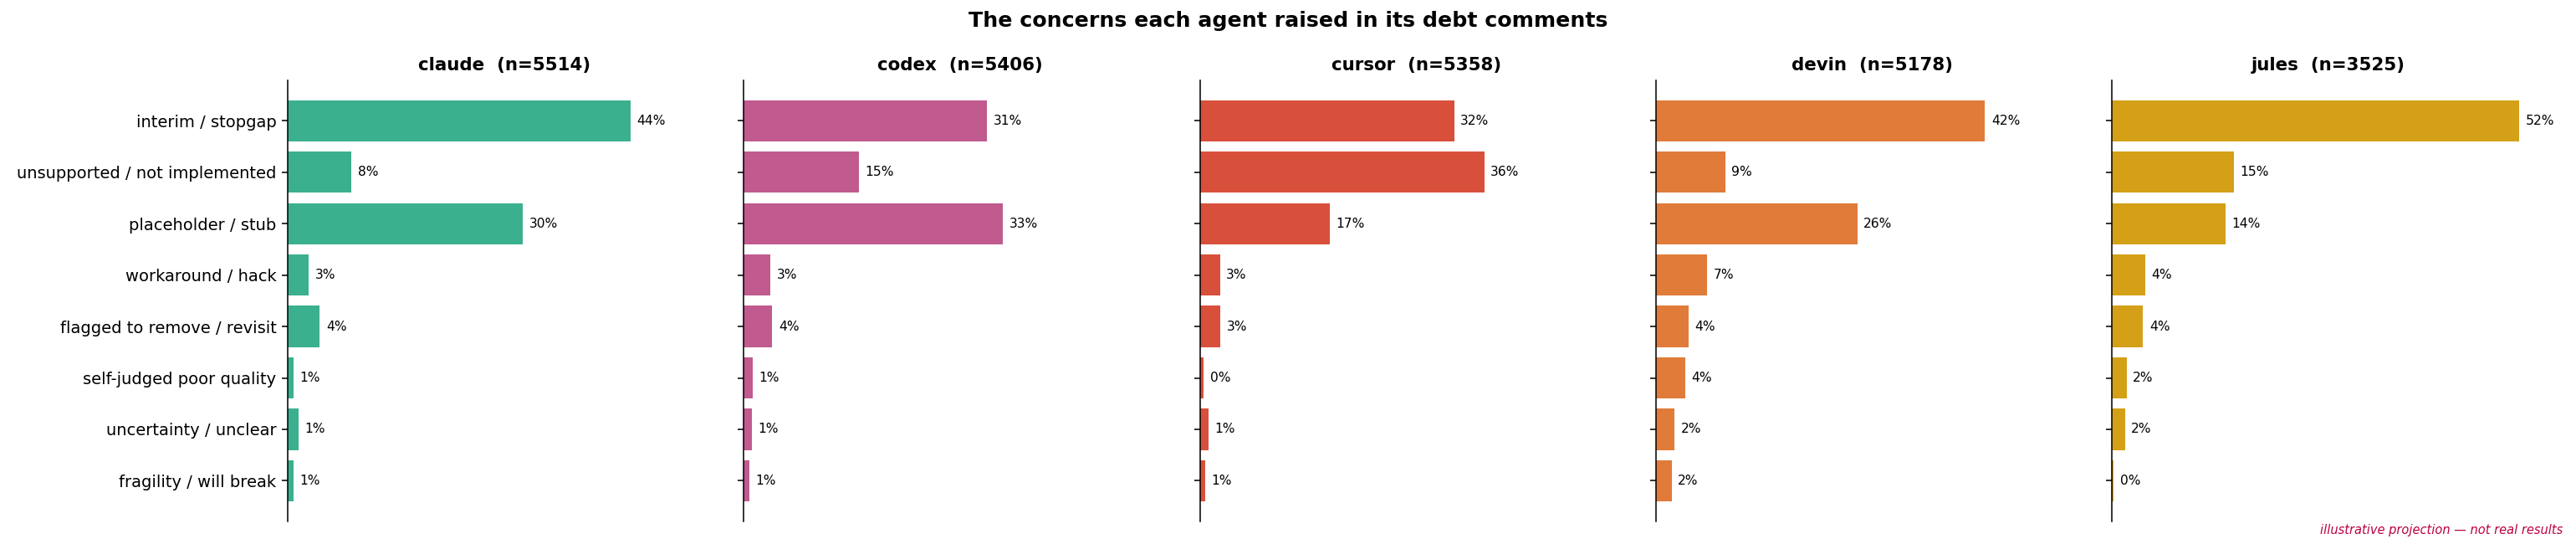 The concerns each agent raised in its debt comments
claude (n=5514)
codex (n=5406)
cursor (n=5358)
devin (n=5178)
jules (n=3525)
interim / stopgap 44% 31% 32% 42% 52%
unsupported / not implemented 8% 15% 36% 9% 15%
placeholder / stub 30% 33% 17% 26% 14%
workaround / hack 3% 3% 3% 7% 4%
flagged to remove / revisit 4% 4% 3% 4% 4%
self-judged poor quality 1% 1% 0% 4% 2%
uncertainty / unclear 1% 1% 1% 2% 2%
fragility / will break 1% 1% 1% 2% 0%
illustrative projection — not real results